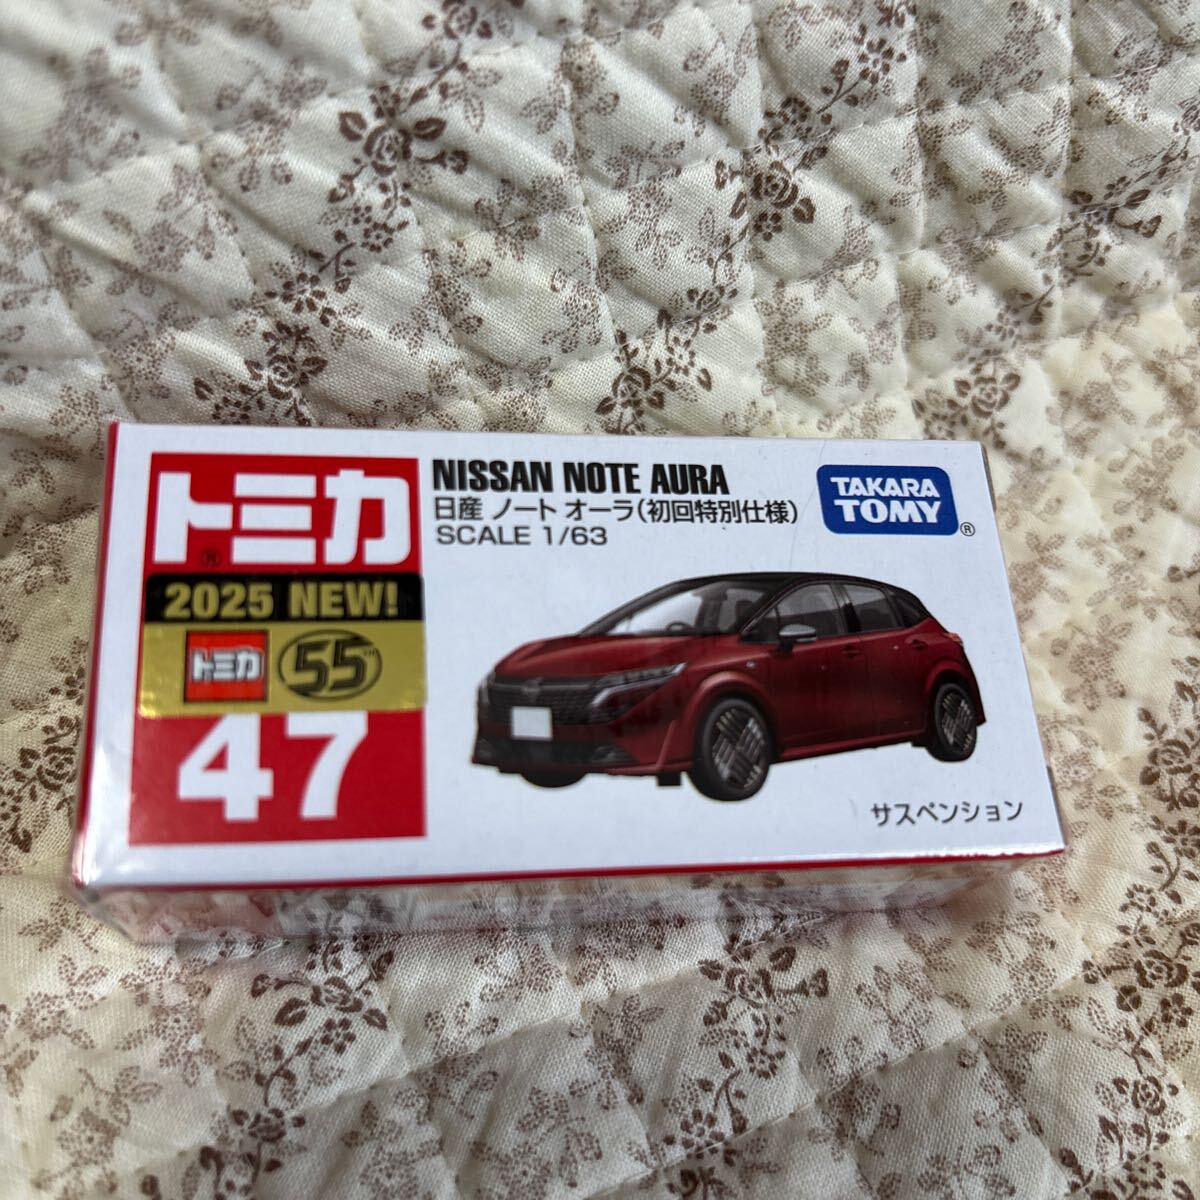 トミカ®
2025 NEW!
トミカ 55TH
47
NISSAN NOTE AURA
日産 ノート オーラ(初回特別仕様)
SCALE 1/63
TAKARA
TOMY®
サスペンション